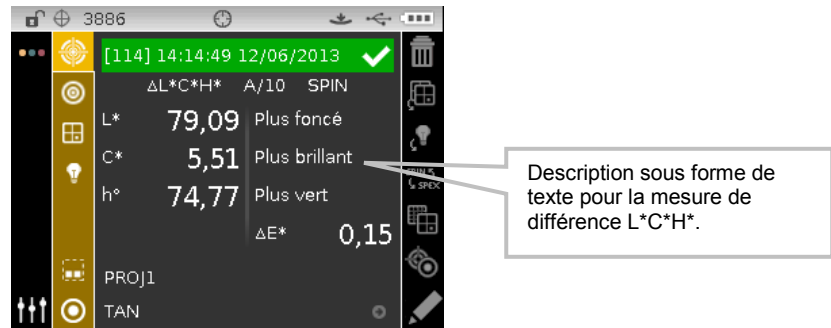 3886
[114] 14:14:49 12/06/2013
ΔL*C*H* A/10 SPIN
L* 79,09 Plus foncé
C* 5,51 Plus brillant
h° 74,77 Plus vert
ΔE* 0,15
PROJ1
TAN
SPIN
SPEX
Description sous forme de
texte pour la mesure de
différence L*C*H*.